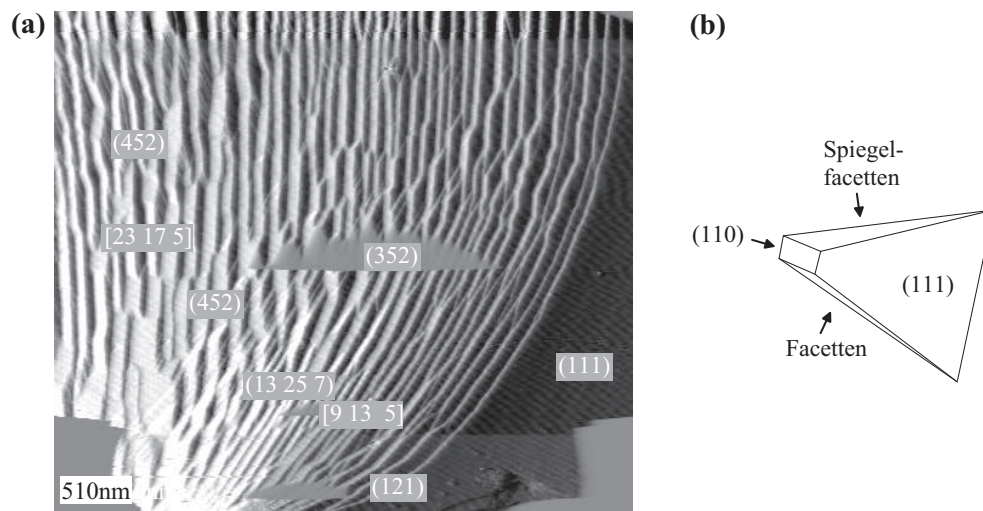 (a)
(452)
[23 17 5]
(352)
(452)
(111)
(13 25 7)
[9 13 5]
510nm
(121)
(b)
Spiegel-
facetten
(110)
(111)
Facetten